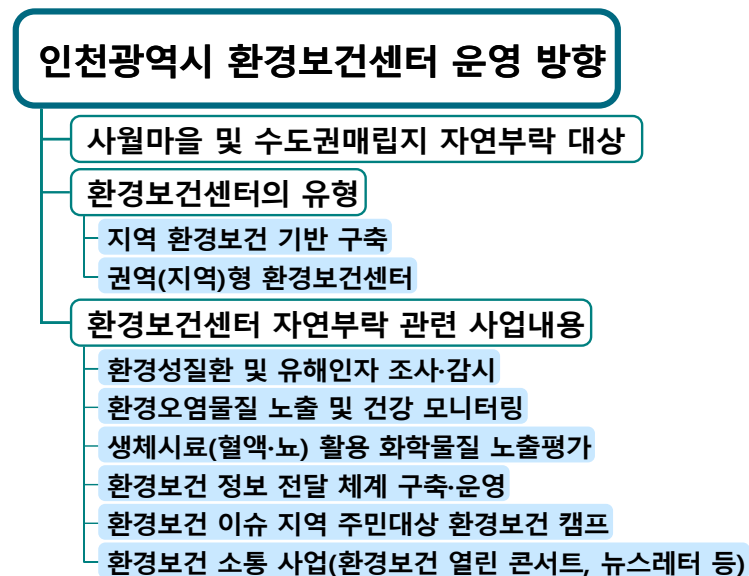 인천광역시 환경보건센터 운영 방향
사월마을 및 수도권매립지 자연부락 대상
환경보건센터의 유형
지역 환경보건 기반 구축
권역(지역)형 환경보건센터
환경보건센터 자연부락 관련 사업내용
환경성질환 및 유해인자 조사·감시
환경오염물질 노출 및 건강 모니터링
생체시료(혈액·뇨) 활용 화학물질 노출평가
환경보건 정보 전달 체계 구축·운영
환경보건 이슈 지역 주민대상 환경보건 캠프
환경보건 소통 사업(환경보건 열린 콘서트, 뉴스레터 등)